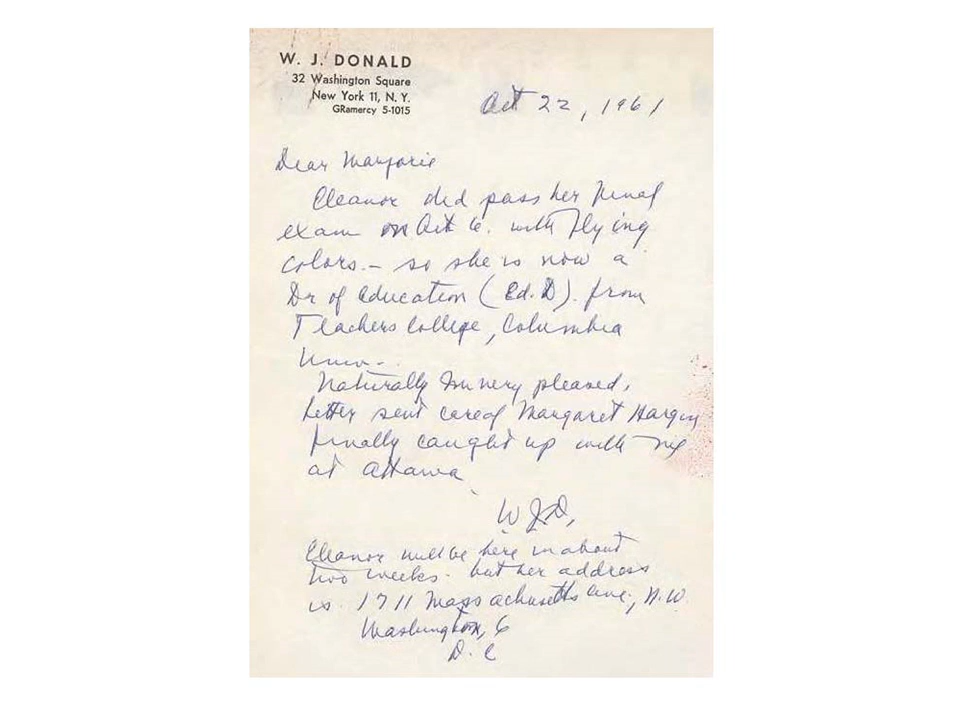 W. J. DONALD
32 Washington Square
New York 11, N. Y.
GRamercy 5-1015
Oct 22, 1961
Dear Marjorie
Eleanor did pass her final
exam on Oct 6. with flying
colors - so she is now a
Dr of Education (Ed. D). from
Teachers College, Columbia
Univ.
Naturally I'm very pleased.
Letter sent care of Margaret
finally caught up with me
at Ottawa
W J D.
Eleanor will be here in about
two weeks. but her address
is 1711 Massachusetts Ave., N.W.
Washington, 6
D. C